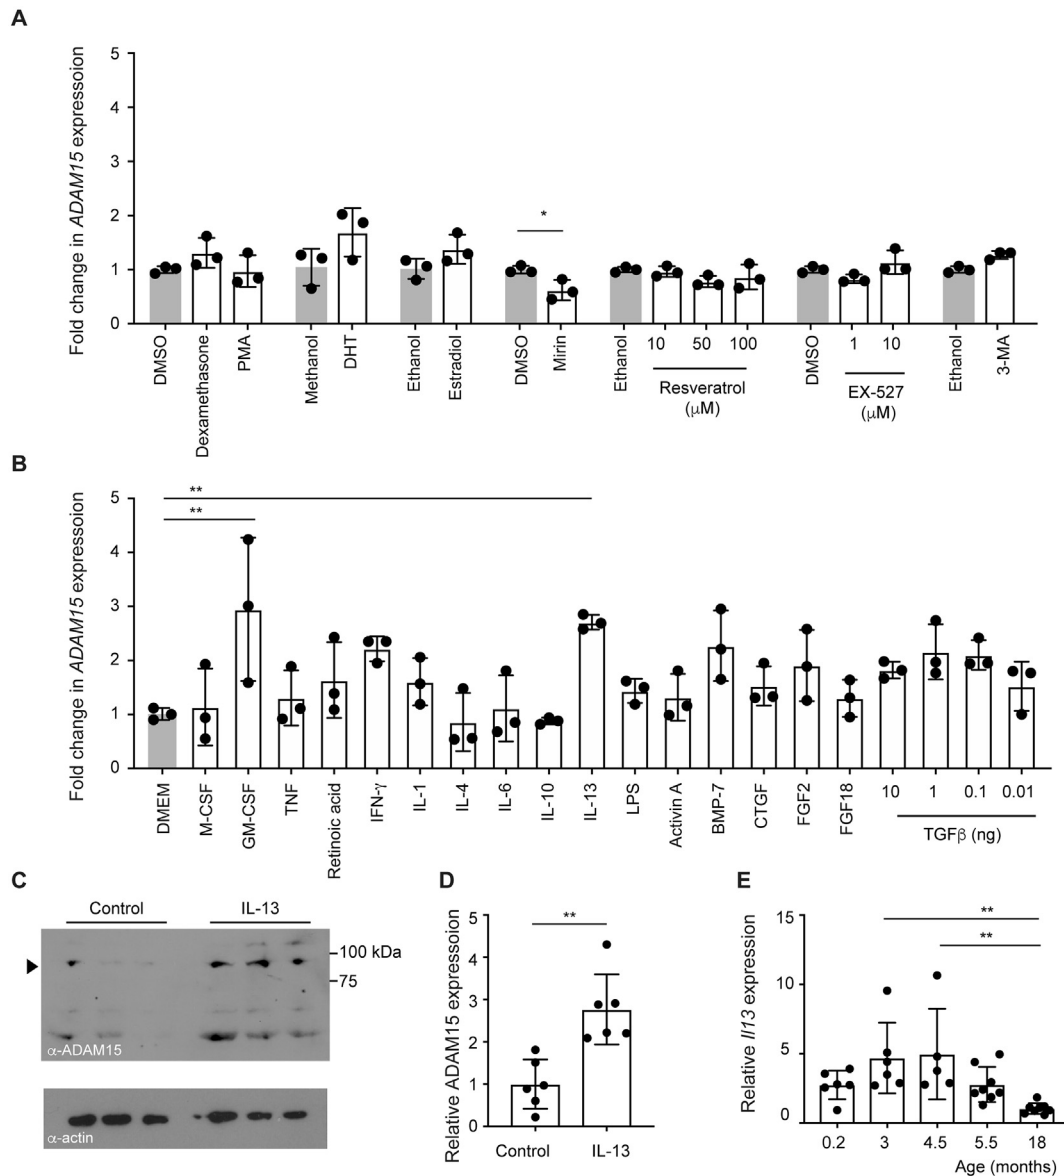 A
Fold change in ADAM15 expressoion
5
4
3
2
1
0
DMSO
Dexamethasone
PMA
Methanol
DHT
Ethanol
Estradiol
*
DMSO
Mirin
Ethanol
10
50
100
Resveratrol
(μM)
DMSO
1
10
EX-527
(μM)
Ethanol
3-MA
B
Fold change in ADAM15 expressoion
5
4
3
2
1
0
**
**
DMEM
M-CSF
GM-CSF
TNF
Retinoic acid
IFN-γ
IL-1
IL-4
IL-6
IL-10
IL-13
LPS
Activin A
BMP-7
CTGF
FGF2
FGF18
10
1
0.1
0.01
TGFβ (ng)
C
Control
IL-13
100 kDa
75
α-ADAM15
α-actin
D
Relative ADAM15 expressoion
5
4
3
2
1
0
**
Control
IL-13
E
Relative Il13 expressoion
15
10
5
0
**
**
0.2
3
4.5
5.5
18
Age (months)